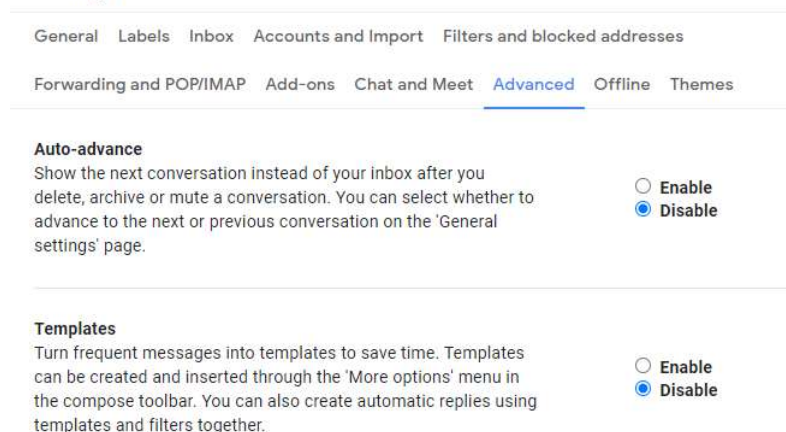 General Labels Inbox Accounts and Import Filters and blocked addresses
Forwarding and POP/IMAP Add-ons Chat and Meet Advanced Offline Themes
Auto-advance
Show the next conversation instead of your inbox after you
delete, archive or mute a conversation. You can select whether to
advance to the next or previous conversation on the 'General
settings' page.
Enable
Disable
Templates
Turn frequent messages into templates to save time. Templates
can be created and inserted through the 'More options' menu in
the compose toolbar. You can also create automatic replies using
templates and filters together.
Enable
Disable